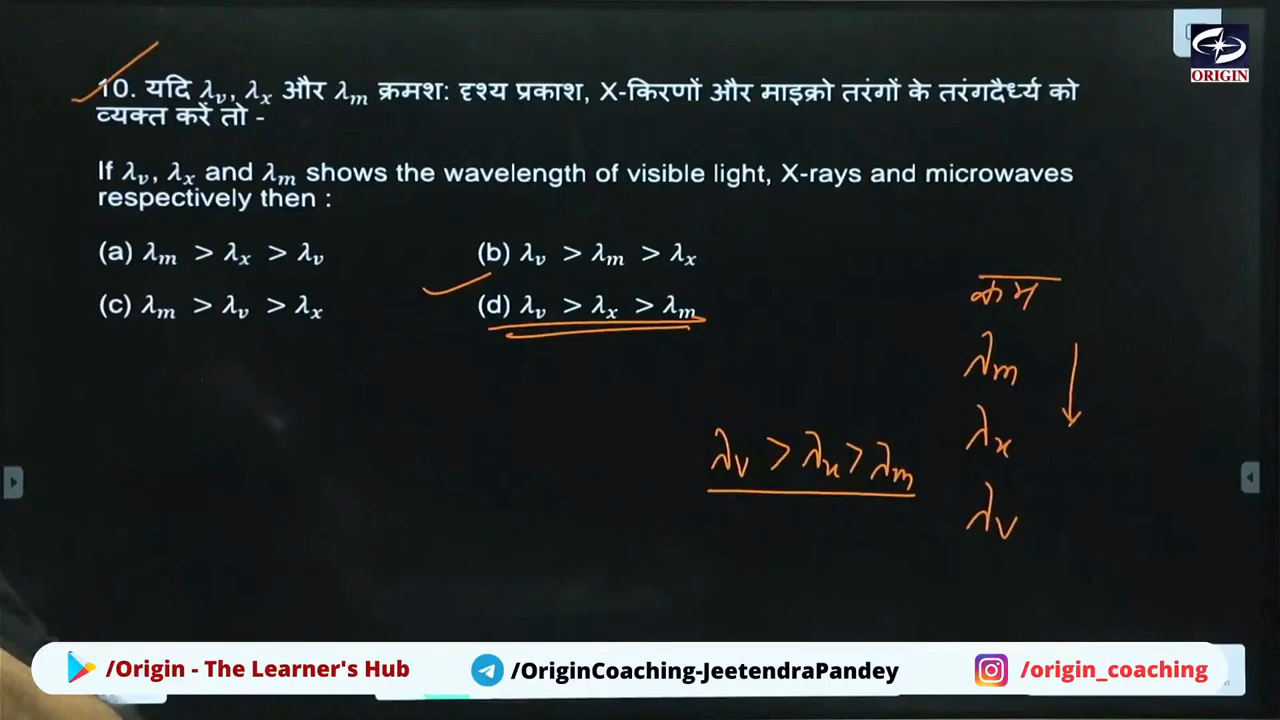 ORIGIN
10. यदि λᵥ, λₓ और λₘ क्रमश: दृश्य प्रकाश, X-किरणों और माइक्रो तरंगों के तरंगदैर्ध्य को
व्यक्त करें तो -
If λᵥ, λₓ and λₘ shows the wavelength of visible light, X-rays and microwaves
respectively then :
(a) λₘ > λₓ > λᵥ (b) λᵥ > λₘ > λₓ
(c) λₘ > λᵥ > λₓ (d) λᵥ > λₓ > λₘ
कम
λₘ
λₓ
λᵥ > λₓ > λₘ
λᵥ
/Origin - The Learner's Hub /OriginCoaching-JeetendraPandey /origin_coaching